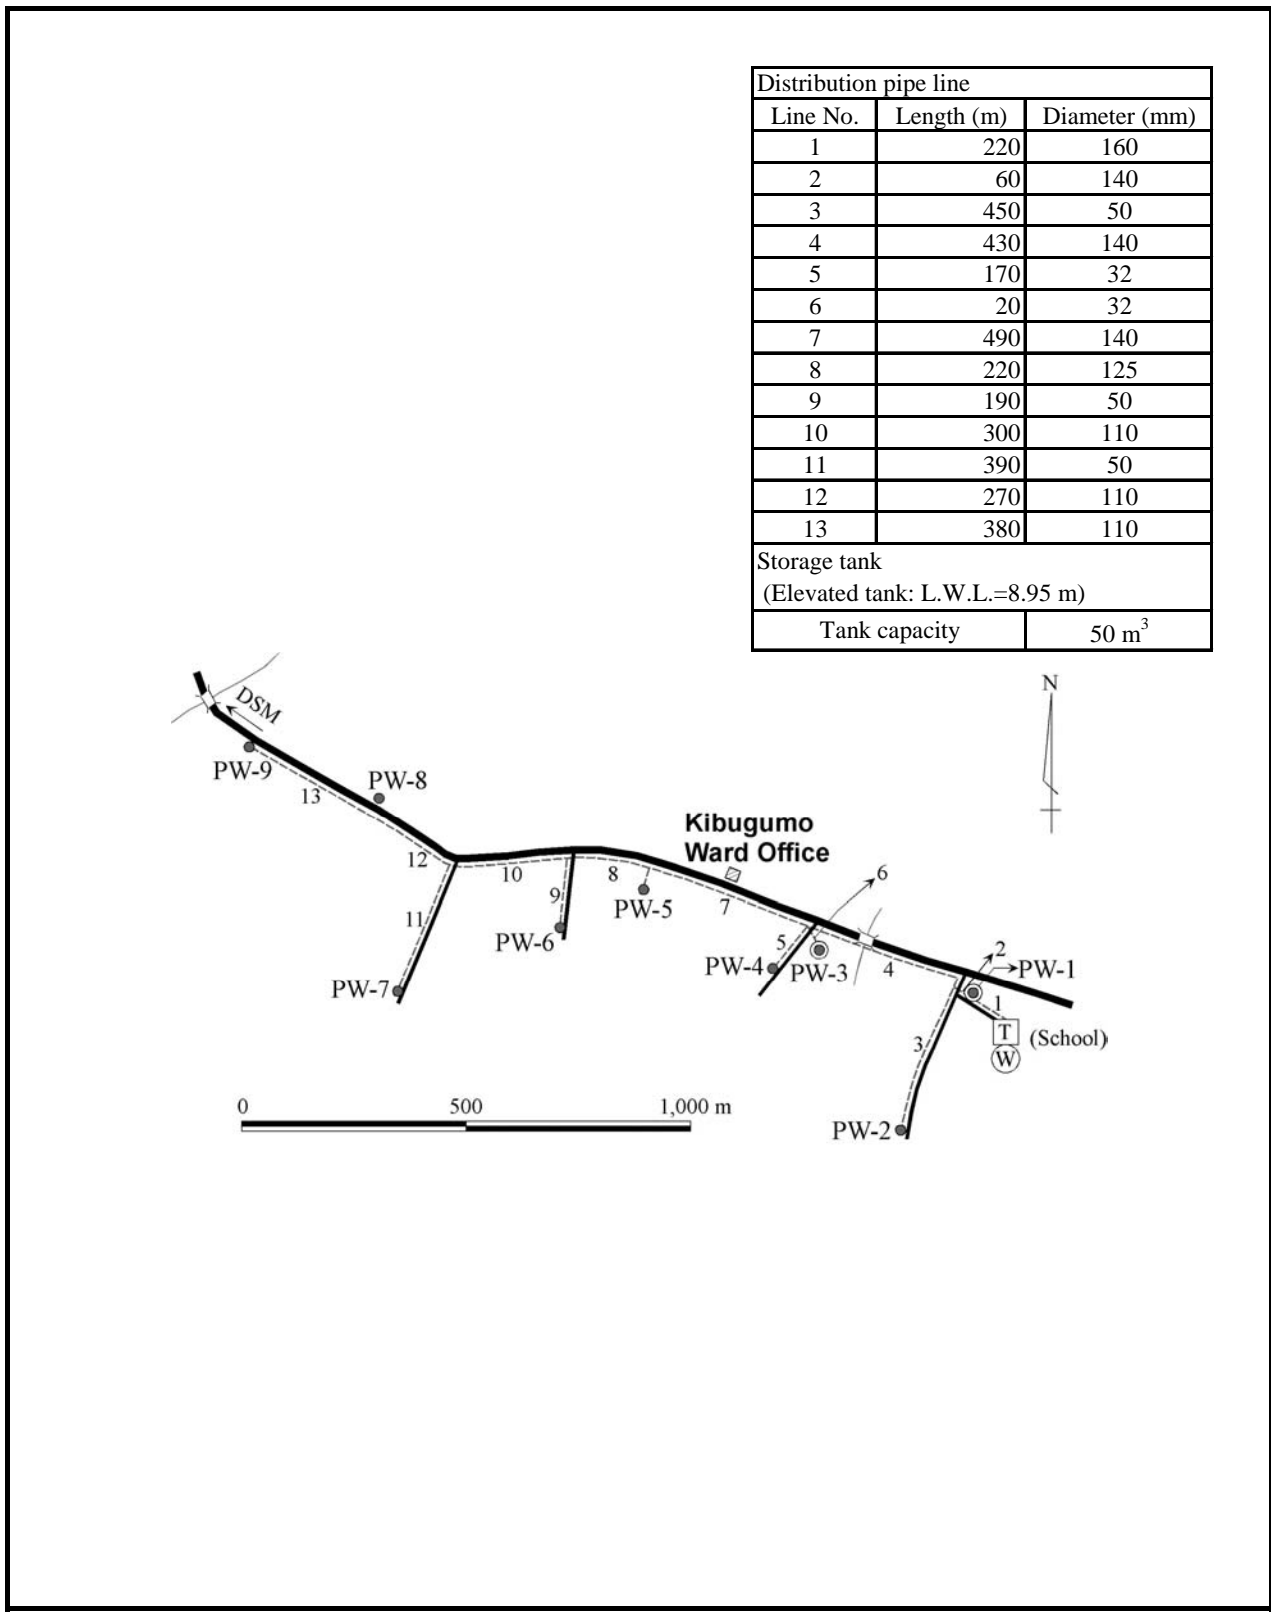 Distribution pipe line
Line No. Length (m) Diameter (mm)
1 220 160
2 60 140
3 450 50
4 430 140
5 170 32
6 20 32
7 490 140
8 220 125
9 190 50
10 300 110
11 390 50
12 270 110
13 380 110
Storage tank
(Elevated tank: L.W.L.=8.95 m)
Tank capacity 50 m³
N
DSM
PW-9
13
PW-8
12
10
11
PW-7
9
PW-6
8
PW-5
Kibugumo
Ward Office
7
6
5
PW-4
PW-3
4
2
PW-1
1
T
(School)
W
3
PW-2
0 500 1,000 m